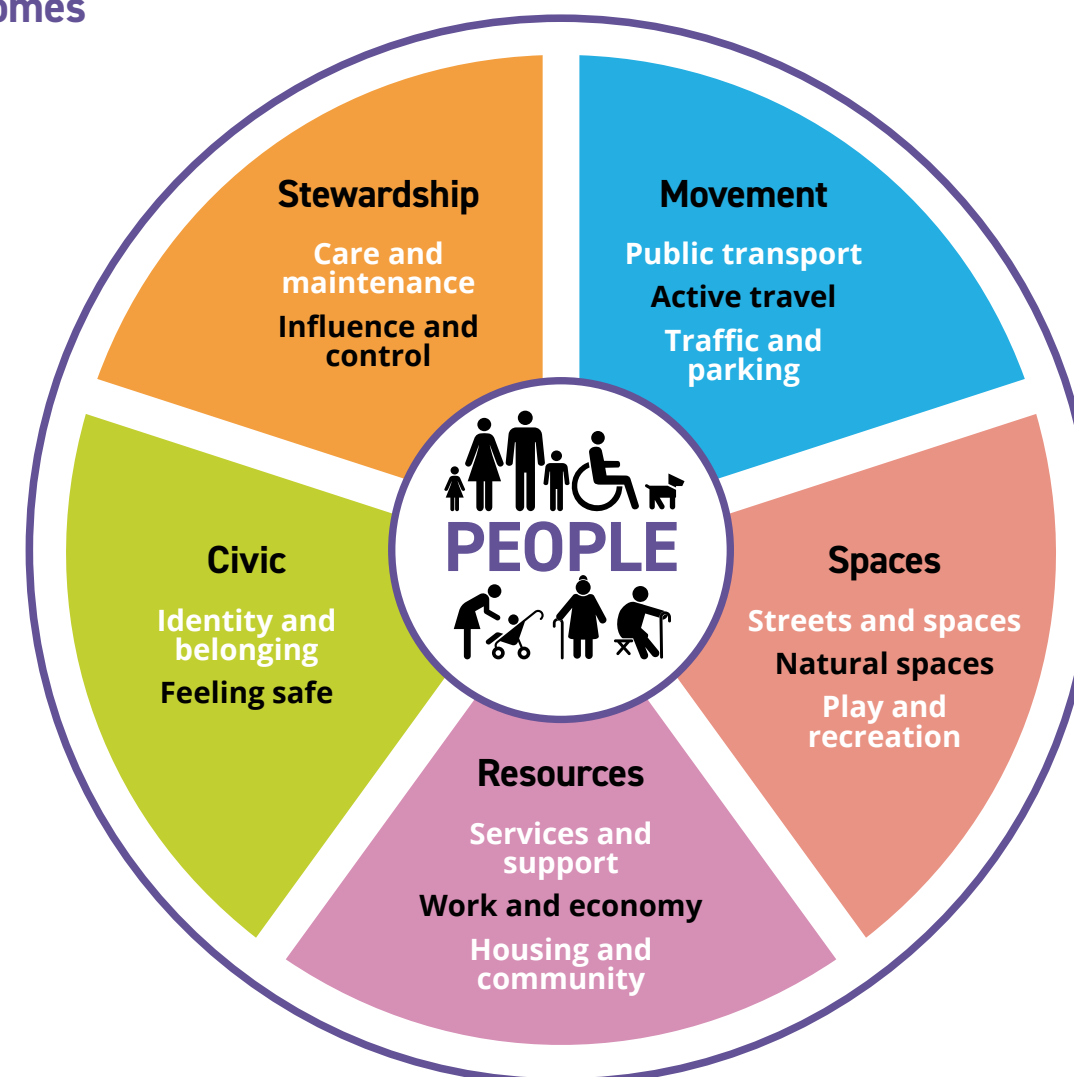 Stewardship
Care and
maintenance
Influence and
control
Movement
Public transport
Active travel
Traffic and
parking
Spaces
Streets and spaces
Natural spaces
Play and
recreation
Resources
Services and
support
Work and economy
Housing and
community
Civic
Identity and
belonging
Feeling safe
PEOPLE